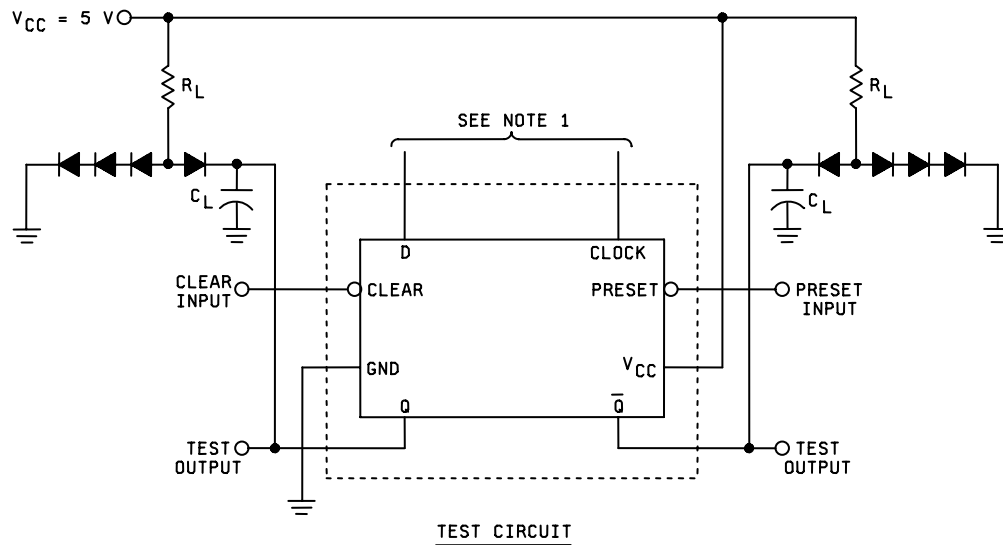 VCC = 5 V
RL
RL
SEE NOTE 1
CL
CL
D
CLOCK
CLEAR
INPUT
CLEAR
PRESET
PRESET
INPUT
GND
VCC
Q
Q̅
TEST
OUTPUT
TEST
OUTPUT
TEST CIRCUIT